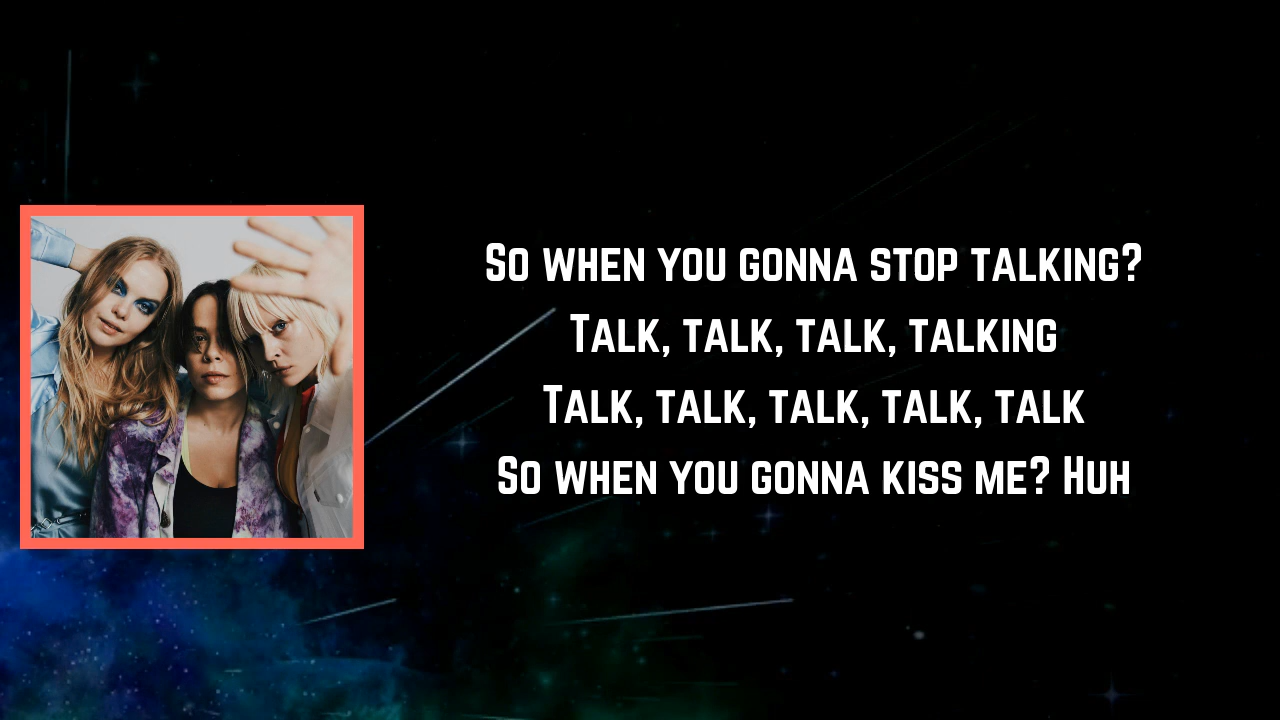 So when you gonna stop talking?
Talk, talk, talk, talking
Talk, talk, talk, talk, talk
So when you gonna kiss me? Huh